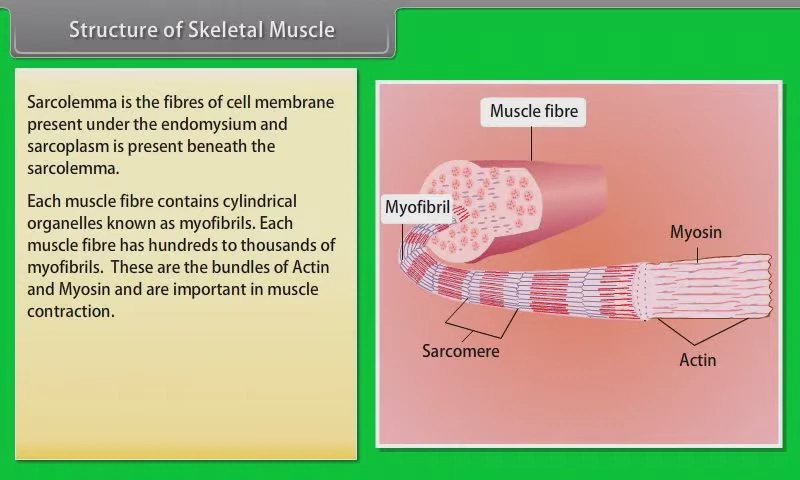 Structure of Skeletal Muscle
Sarcolemma is the fibres of cell membrane
present under the endomysium and
sarcoplasm is present beneath the
sarcolemma.
Each muscle fibre contains cylindrical
organelles known as myofibrils. Each
muscle fibre has hundreds to thousands of
myofibrils. These are the bundles of Actin
and Myosin and are important in muscle
contraction.
Muscle fibre
Myofibril
Myosin
Sarcomere
Actin